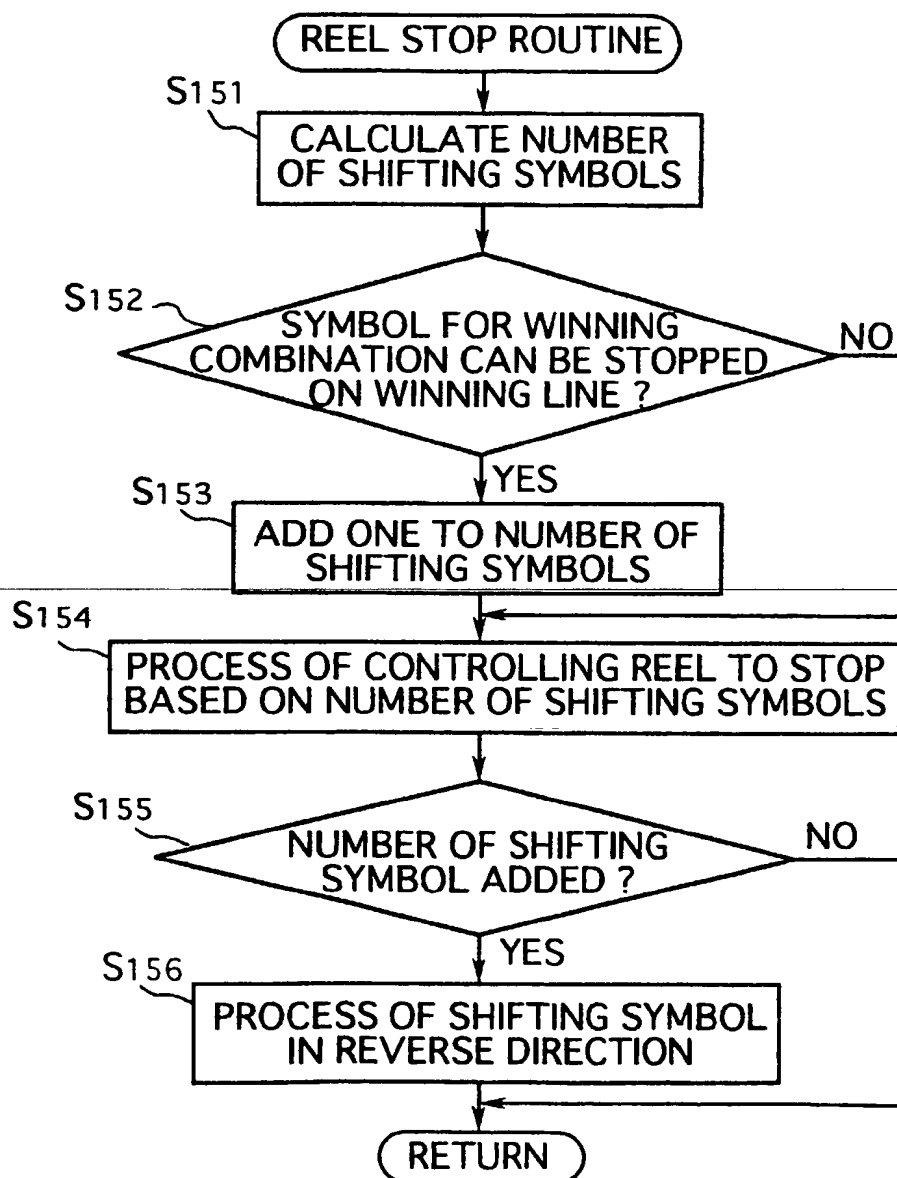 REEL STOP ROUTINE
S151
CALCULATE NUMBER
OF SHIFTING SYMBOLS
S152
SYMBOL FOR WINNING
COMBINATION CAN BE STOPPED
ON WINNING LINE ?
NO
YES
S153
ADD ONE TO NUMBER OF
SHIFTING SYMBOLS
S154
PROCESS OF CONTROLLING REEL TO STOP
BASED ON NUMBER OF SHIFTING SYMBOLS
S155
NUMBER OF SHIFTING
SYMBOL ADDED ?
NO
YES
S156
PROCESS OF SHIFTING SYMBOL
IN REVERSE DIRECTION
RETURN